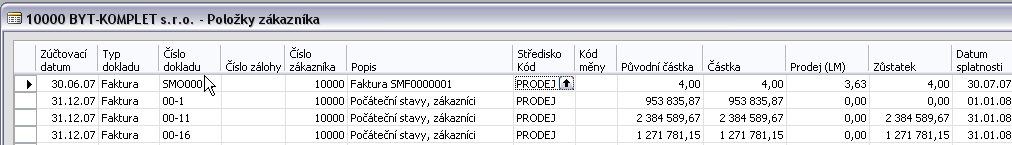 10000 BYT-KOMPLET s.r.o. - Položky zákazníka
Zúčtovací datum Typ dokladu Číslo dokladu Číslo zálohy Číslo zákazníka Popis Středisko Kód Kód měny Původní částka Částka Prodej (LM) Zůstatek Datum splatnosti
30.06.07 Faktura SMO000 10000 Faktura SMF0000001 PRODEJ 4,00 4,00 3,63 4,00 30.07.07
31.12.07 Faktura 00-1 10000 Počáteční stavy, zákazníci PRODEJ 953 835,87 953 835,87 0,00 0,00 01.01.08
31.12.07 Faktura 00-11 10000 Počáteční stavy, zákazníci PRODEJ 2 384 589,67 2 384 589,67 0,00 2 384 589,67 31.01.08
31.12.07 Faktura 00-16 10000 Počáteční stavy, zákazníci PRODEJ 1 271 781,15 1 271 781,15 0,00 1 271 781,15 31.01.08